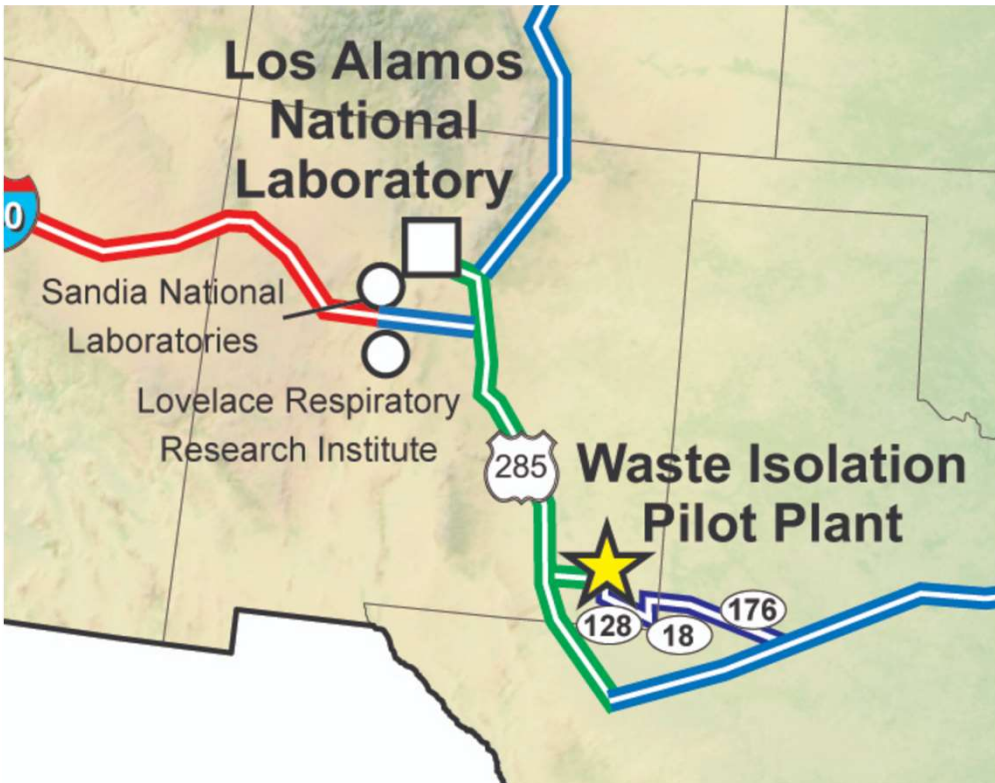 Los Alamos
National
Laboratory
0
Sandia National
Laboratories
Lovelace Respiratory
Research Institute
285
Waste Isolation
Pilot Plant
128
18
176